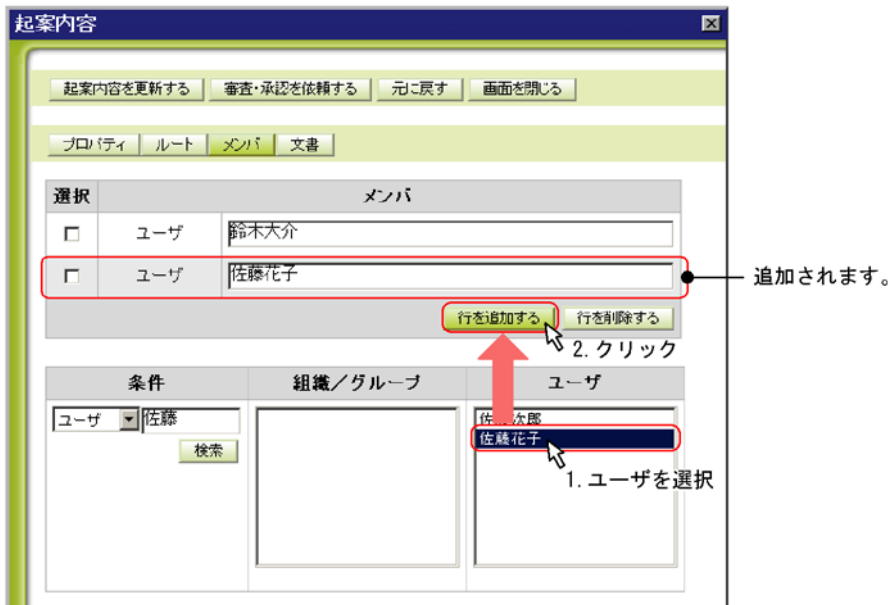 起案内容
起案内容を更新する 審査・承認を依頼する 元に戻す 画面を閉じる
プロパティ ルート メンバ 文書
選択 メンバ
ユーザ 鈴木大介
ユーザ 佐藤花子
追加されます。
行を追加する 行を削除する
2. クリック
条件 組織／グループ ユーザ
ユーザ 佐藤
検索
次郎
佐藤花子
1. ユーザを選択